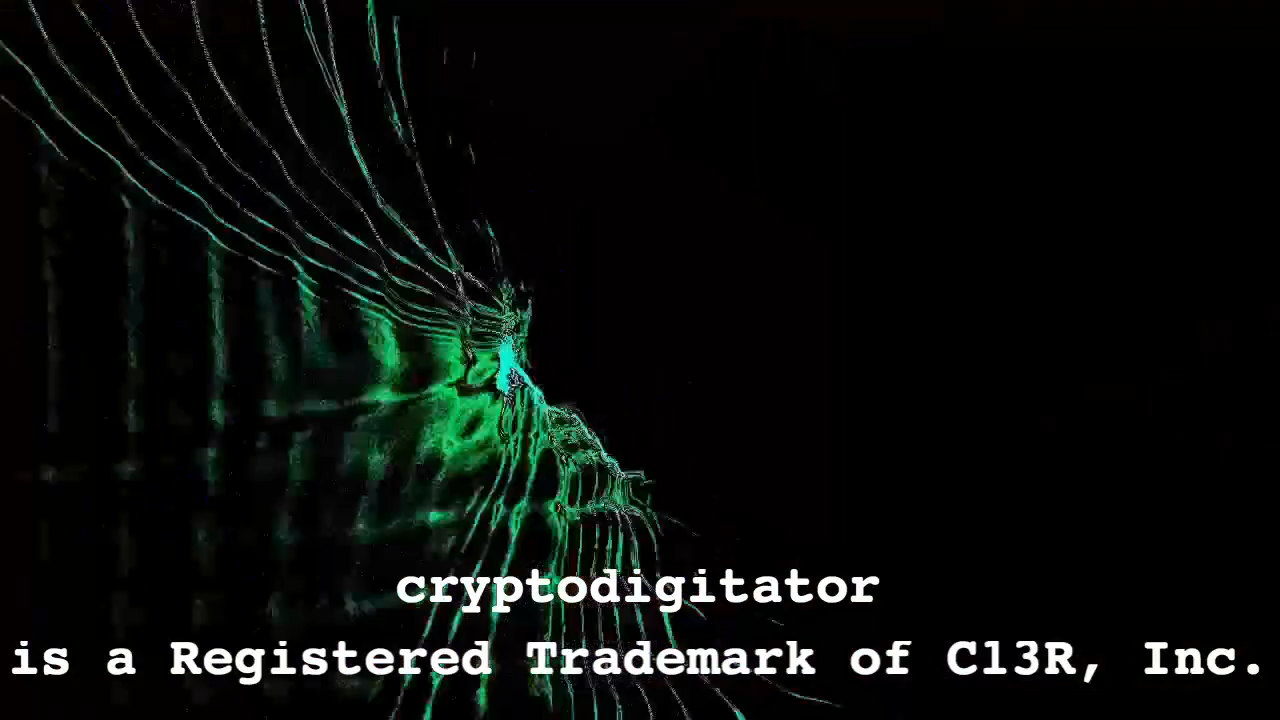 cryptodigitator
is a Registered Trademark of C13R, Inc.